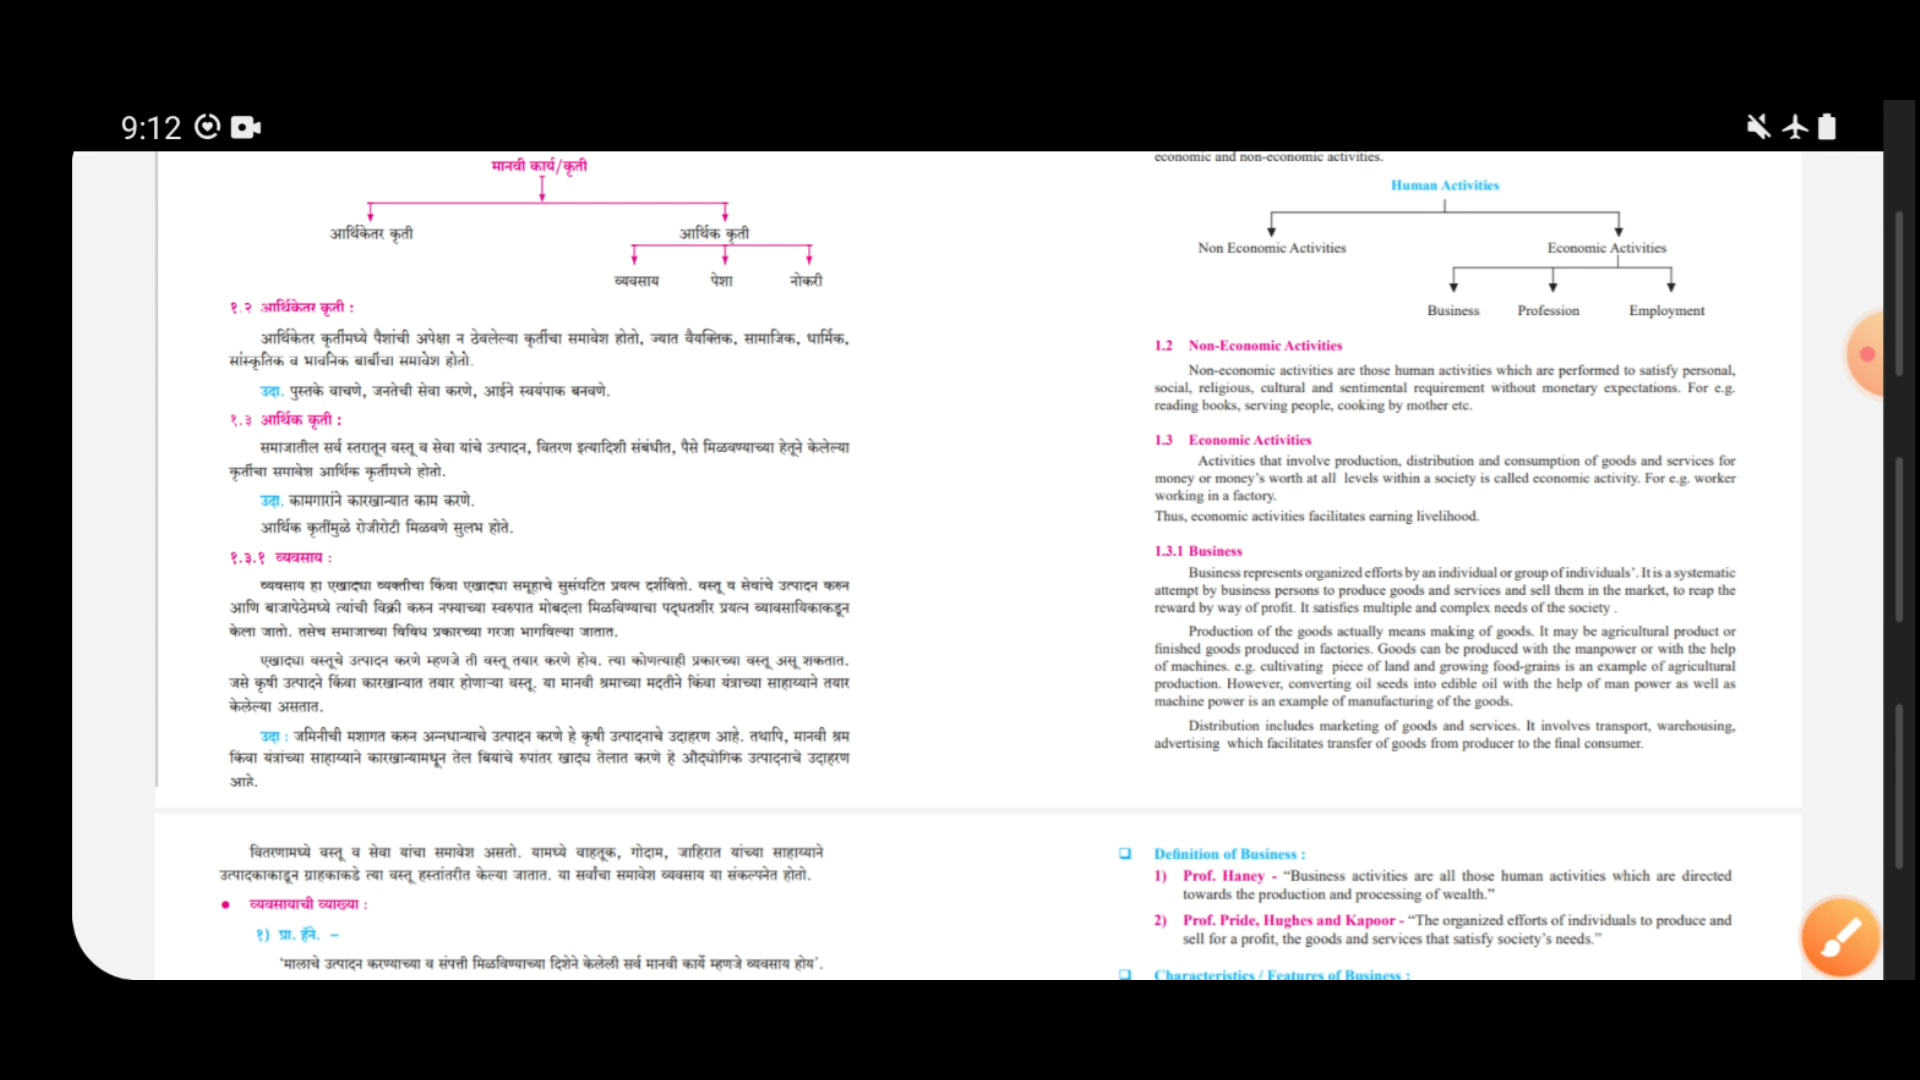 9:12
मानवी कार्य/कृती
आर्थिकेतर कृती
आर्थिक कृती
व्यवसाय
पेशा
नोकरी
१.२ आर्थिकेतर कृती :
आर्थिकेतर कृतींमध्ये पैशांची अपेक्षा न ठेवलेल्या कृतींचा समावेश होतो, ज्यात वैयक्तिक, सामाजिक, धार्मिक,
सांस्कृतिक व भावनिक बाबींचा समावेश होतो.
उदा. पुस्तके वाचणे, जनतेची सेवा करणे, आईने स्वयंपाक बनवणे.
१.३ आर्थिक कृती :
समाजातील सर्व स्तरातून वस्तू व सेवा यांचे उत्पादन, वितरण इत्यादिशी संबंधीत, पैसे मिळवण्याच्या हेतूने केलेल्या
कृतींचा समावेश आर्थिक कृतींमध्ये होतो.
उदा. कामगारांने कारखान्यात काम करणे.
आर्थिक कृतींमुळे रोजीरोटी मिळवणे सुलभ होते.
१.३.१ व्यवसाय :
व्यवसाय हा एखाद्या व्यक्तीचा किंवा एखाद्या समूहाचे सुसंघटित प्रयत्न दर्शवितो. वस्तू व सेवांचे उत्पादन करुन
आणि बाजापेठेमध्ये त्यांची विक्री करुन नफ्याच्या स्वरुपात मोबदला मिळविण्याचा पद्धतशीर प्रयत्न व्यावसायिकाकडून
केला जातो. तसेच समाजाच्या विविध प्रकारच्या गरजा भागविल्या जातात.
एखाद्या वस्तूचे उत्पादन करणे म्हणजे ती वस्तू तयार करणे होय. त्या कोणत्याही प्रकारच्या वस्तू असू शकतात.
जसे कृषी उत्पादने किंवा कारखान्यात तयार होणाऱ्या वस्तू. या मानवी श्रमाच्या मदतीने किंवा यंत्राच्या साहाय्याने तयार
केलेल्या असतात.
उदा : जमिनीची मशागत करुन अन्नधान्याचे उत्पादन करणे हे कृषी उत्पादनाचे उदाहरण आहे. तथापि, मानवी श्रम
किंवा यंत्रांच्या साहाय्याने कारखान्यामधून तेल बियांचे रुपांतर खाद्य तेलात करणे हे औद्योगिक उत्पादनाचे उदाहरण
आहे.
वितरणामध्ये वस्तू व सेवा यांचा समावेश असतो. यामध्ये वाहतूक, गोदाम, जाहिरात यांच्या साहाय्याने
उत्पादकाकाडून ग्राहकाकडे त्या वस्तू हस्तांतरीत केल्या जातात. या सर्वांचा समावेश व्यवसाय या संकल्पनेत होतो.
● व्यवसायाची व्याख्या :
१) प्रा. हॅने. –
'मालाचे उत्पादन करण्याच्या व संपत्ती मिळविण्याच्या दिशेने केलेली सर्व मानवी कार्ये म्हणजे व्यवसाय होय'.
economic and non-economic activities.
Human Activities
Non Economic Activities
Economic Activities
Business
Profession
Employment
1.2 Non-Economic Activities
Non-economic activities are those human activities which are performed to satisfy personal,
social, religious, cultural and sentimental requirement without monetary expectations. For e.g.
reading books, serving people, cooking by mother etc.
1.3 Economic Activities
Activities that involve production, distribution and consumption of goods and services for
money or money's worth at all levels within a society is called economic activity. For e.g. worker
working in a factory.
Thus, economic activities facilitates earning livelihood.
1.3.1 Business
Business represents organized efforts by an individual or group of individuals'. It is a systematic
attempt by business persons to produce goods and services and sell them in the market, to reap the
reward by way of profit. It satisfies multiple and complex needs of the society .
Production of the goods actually means making of goods. It may be agricultural product or
finished goods produced in factories. Goods can be produced with the manpower or with the help
of machines. e.g. cultivating piece of land and growing food-grains is an example of agricultural
production. However, converting oil seeds into edible oil with the help of man power as well as
machine power is an example of manufacturing of the goods.
Distribution includes marketing of goods and services. It involves transport, warehousing,
advertising which facilitates transfer of goods from producer to the final consumer.
❑ Definition of Business :
1) Prof. Haney - “Business activities are all those human activities which are directed
towards the production and processing of wealth.”
2) Prof. Pride, Hughes and Kapoor - “The organized efforts of individuals to produce and
sell for a profit, the goods and services that satisfy society's needs.”
❑ Characteristics / Features of Business :